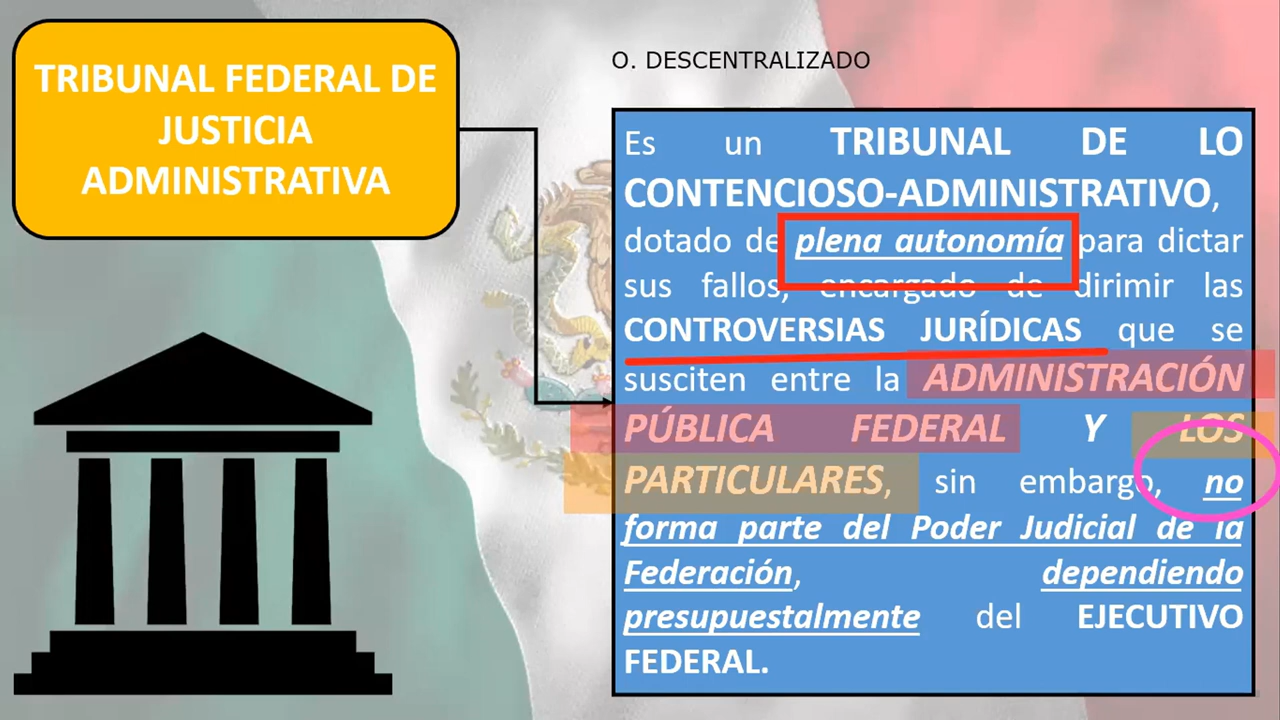 TRIBUNAL FEDERAL DE
JUSTICIA
ADMINISTRATIVA
O. DESCENTRALIZADO
Es un TRIBUNAL DE LO
CONTENCIOSO-ADMINISTRATIVO,
dotado de plena autonomía para dictar
sus fallos, encargado de dirimir las
CONTROVERSIAS JURÍDICAS que se
susciten entre la ADMINISTRACIÓN
PÚBLICA FEDERAL Y LOS
PARTICULARES, sin embargo, no
forma parte del Poder Judicial de la
Federación, dependiendo
presupuestalmente del EJECUTIVO
FEDERAL.